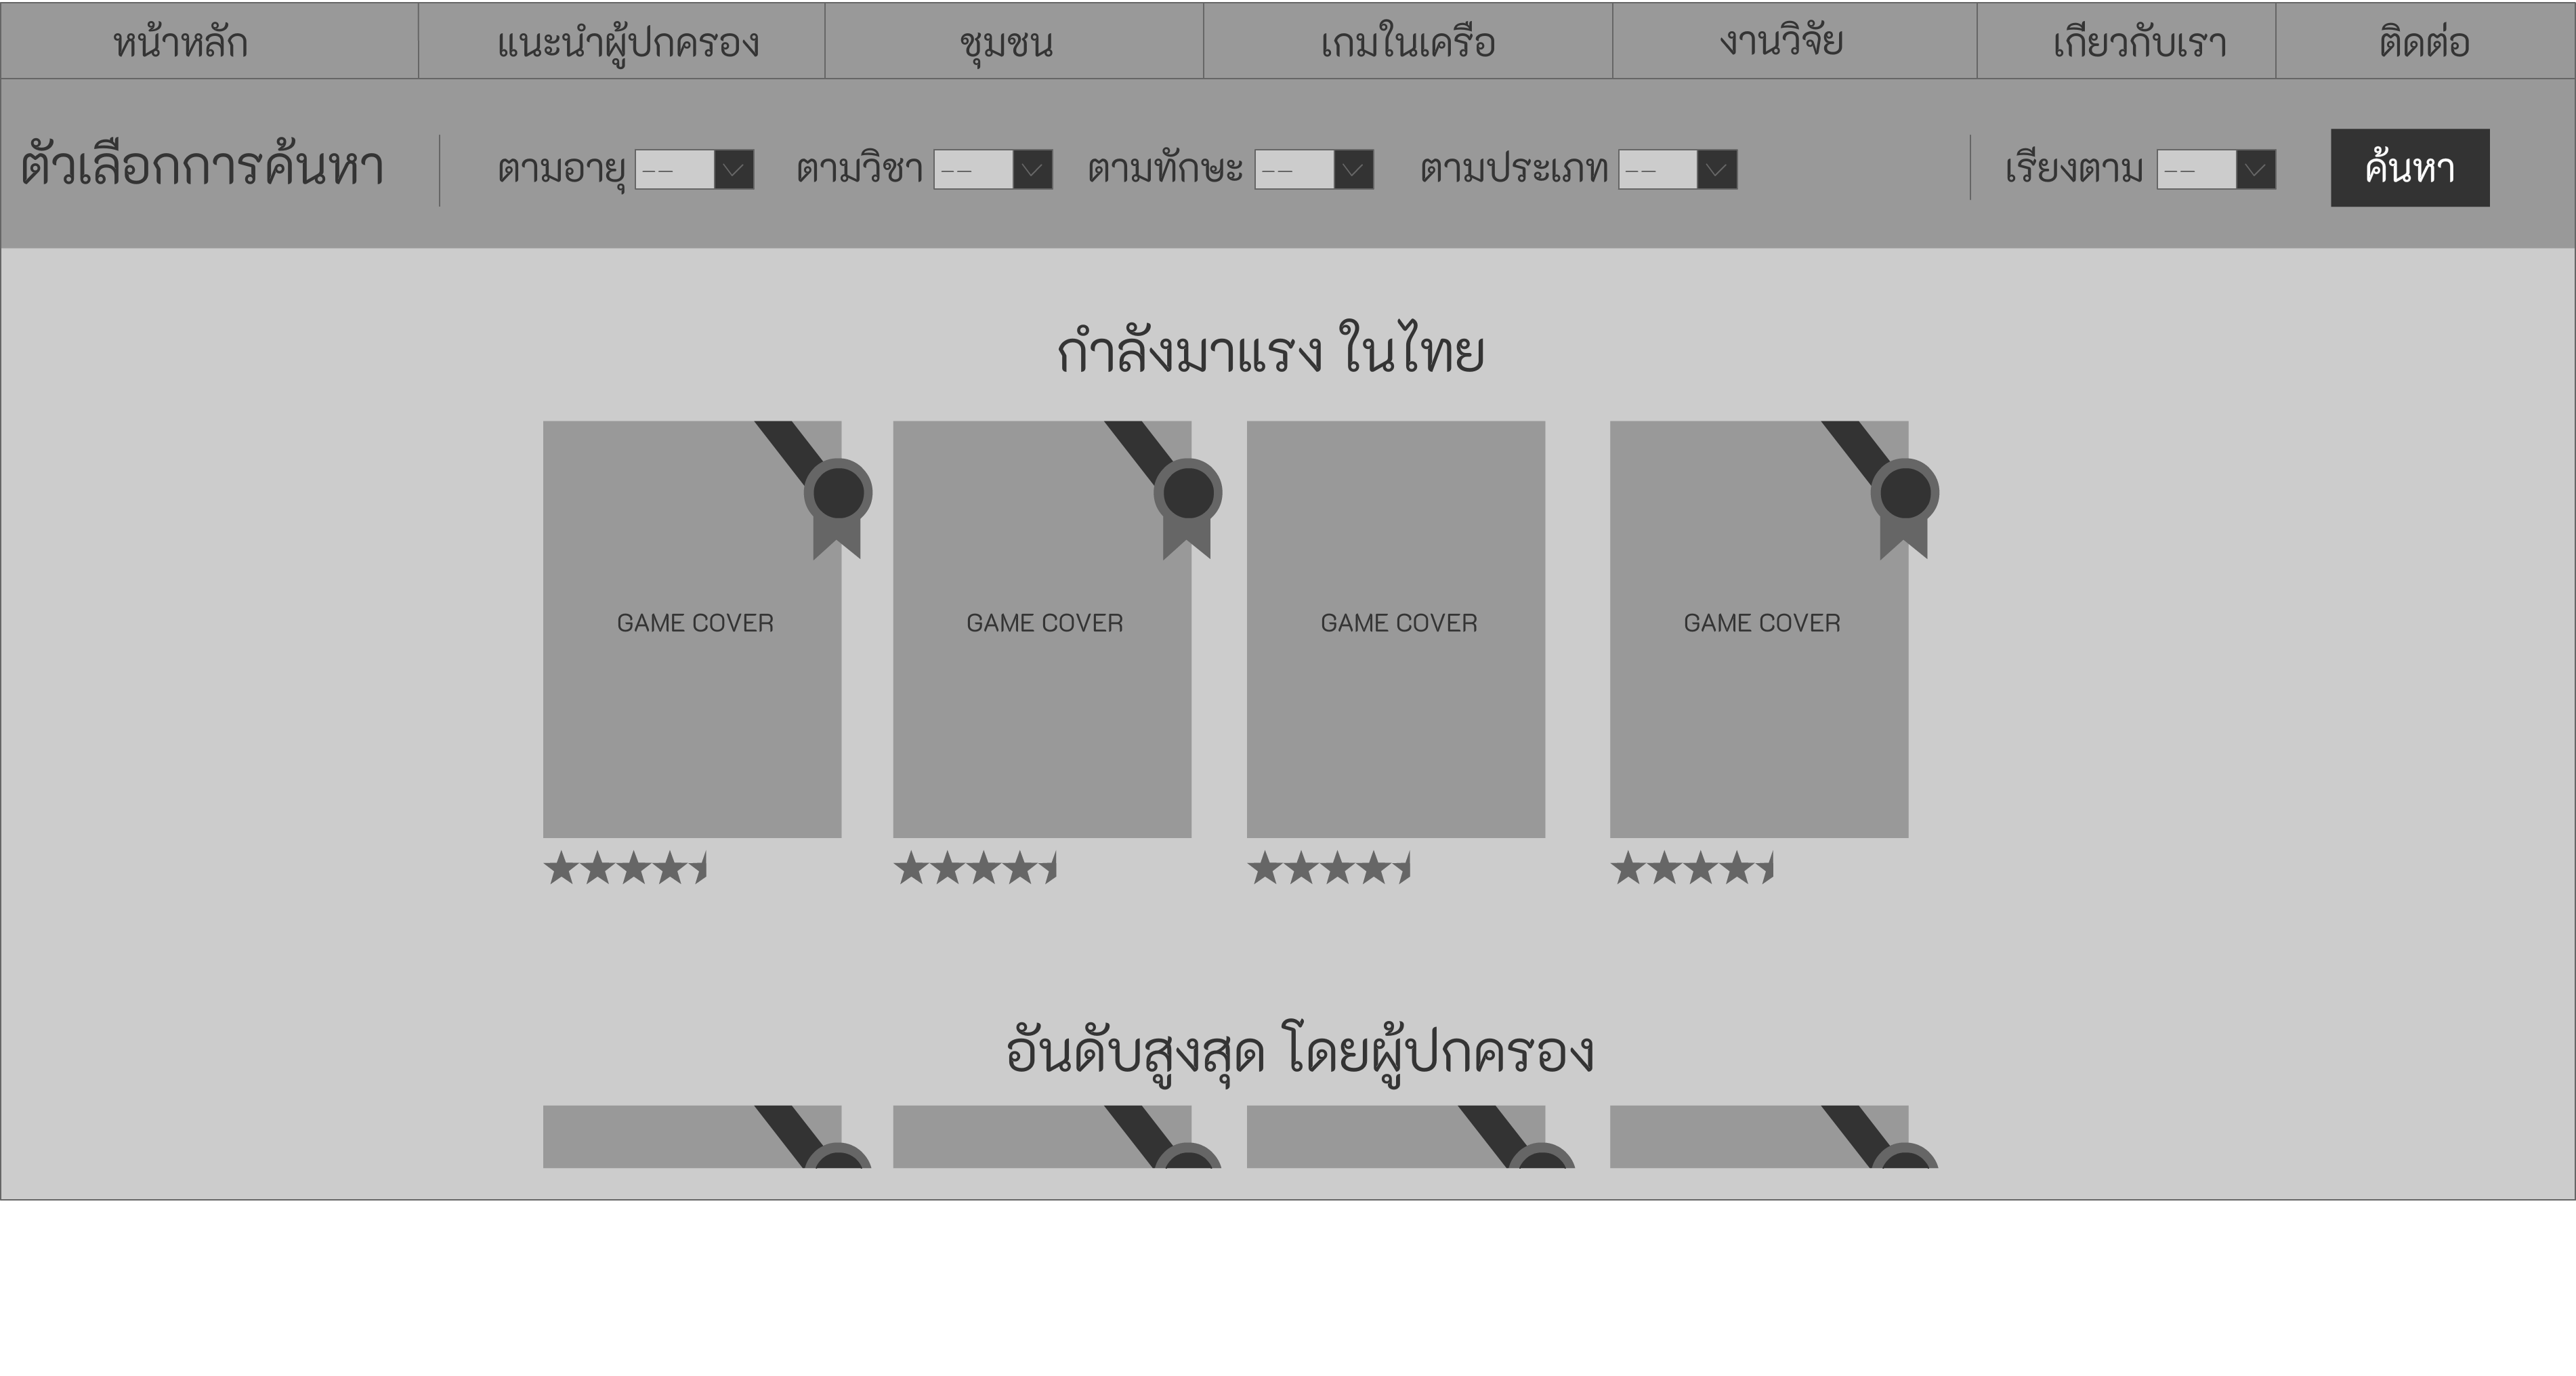 หน้าหลัก แนะนำผู้ปกครอง ชุมชน เกมในเครือ งานวิจัย เกี่ยวกับเรา ติดต่อ
ตัวเลือกการค้นหา ตามอายุ -- ตามวิชา -- ตามทักษะ -- ตามประเภท -- เรียงตาม -- ค้นหา
กำลังมาแรง ในไทย
GAME COVER GAME COVER GAME COVER GAME COVER
อันดับสูงสุด โดยผู้ปกครอง